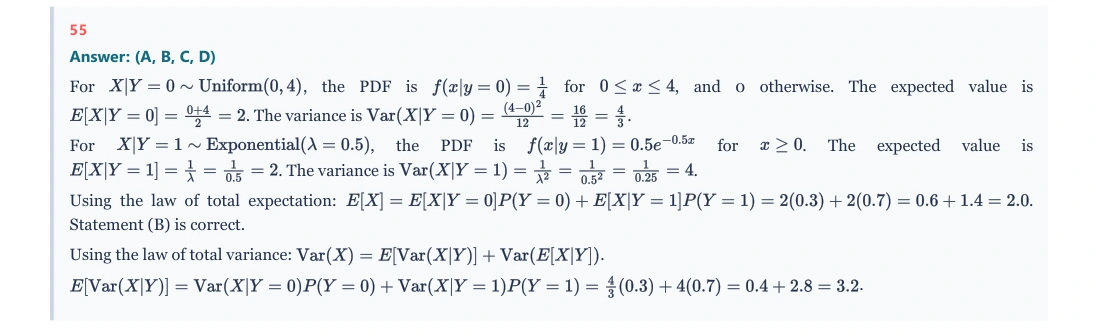 55
Answer: (A, B, C, D)
For X|Y = 0 ∼ Uniform(0, 4), the PDF is f(x|y = 0) = 1/4 for 0 ≤ x ≤ 4, and 0 otherwise. The expected value is
E[X|Y = 0] = (0+4)/2 = 2. The variance is Var(X|Y = 0) = (4−0)²/12 = 16/12 = 4/3.
For X|Y = 1 ∼ Exponential(λ = 0.5), the PDF is f(x|y = 1) = 0.5e^{−0.5x} for x ≥ 0. The expected value is
E[X|Y = 1] = 1/λ = 1/0.5 = 2. The variance is Var(X|Y = 1) = 1/λ² = 1/0.5² = 1/0.25 = 4.
Using the law of total expectation: E[X] = E[X|Y = 0]P(Y = 0) + E[X|Y = 1]P(Y = 1) = 2(0.3) + 2(0.7) = 0.6 + 1.4 = 2.0.
Statement (B) is correct.
Using the law of total variance: Var(X) = E[Var(X|Y)] + Var(E[X|Y]).
E[Var(X|Y)] = Var(X|Y = 0)P(Y = 0) + Var(X|Y = 1)P(Y = 1) = 4/3(0.3) + 4(0.7) = 0.4 + 2.8 = 3.2.